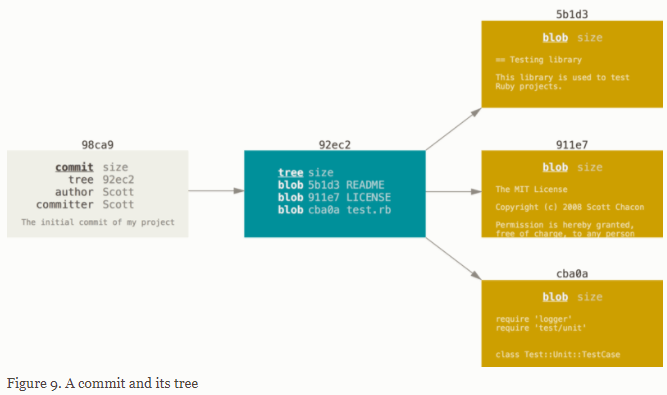 98ca9
commit size
tree 92ec2
author Scott
committer Scott
The initial commit of my project
92ec2
tree size
blob 5b1d3 README
blob 911e7 LICENSE
blob cba0a test.rb
5b1d3
blob size
== Testing library
This library is used to test
Ruby projects.
911e7
blob size
The MIT License
Copyright (c) 2008 Scott Chacon
Permission is hereby granted,
free of charge, to any person
cba0a
blob size
require 'logger'
require 'test/unit'
class Test::Unit::TestCase
Figure 9. A commit and its tree